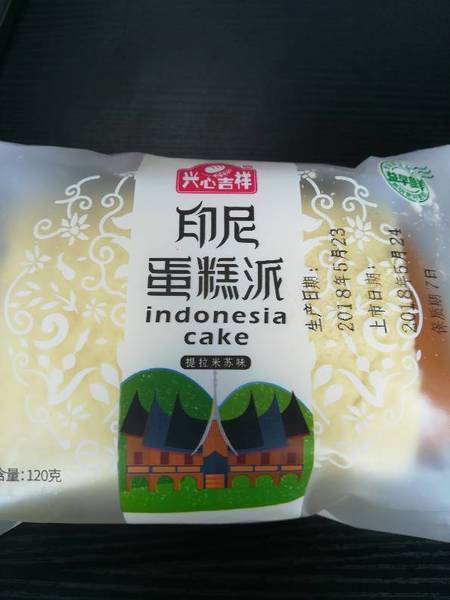 兴心吉祥
印尼
蛋糕派
indonesia
cake
提拉米苏味
生产日期:
2018年5月23
上市日期:
2018年5月24
保质期7日
含量:120克